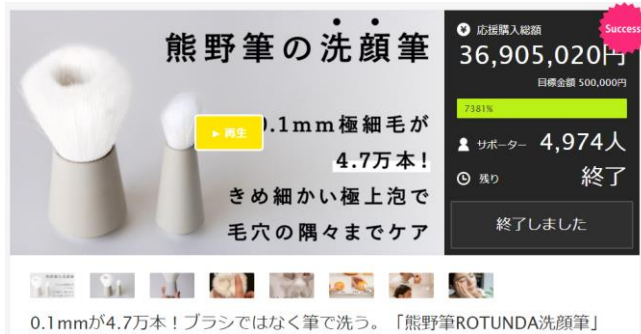 熊野筆の洗顔筆
0.1mm極細毛が
4.7万本!
きめ細かい極上泡で
毛穴の隅々までケア
再生
応援購入総額
Success
36,905,020円
目標金額 500,000円
7381%
サポーター 4,974人
残り 終了
終了しました
0.1mmが4.7万本!ブラシではなく筆で洗う。「熊野筆ROTUNDA洗顔筆」